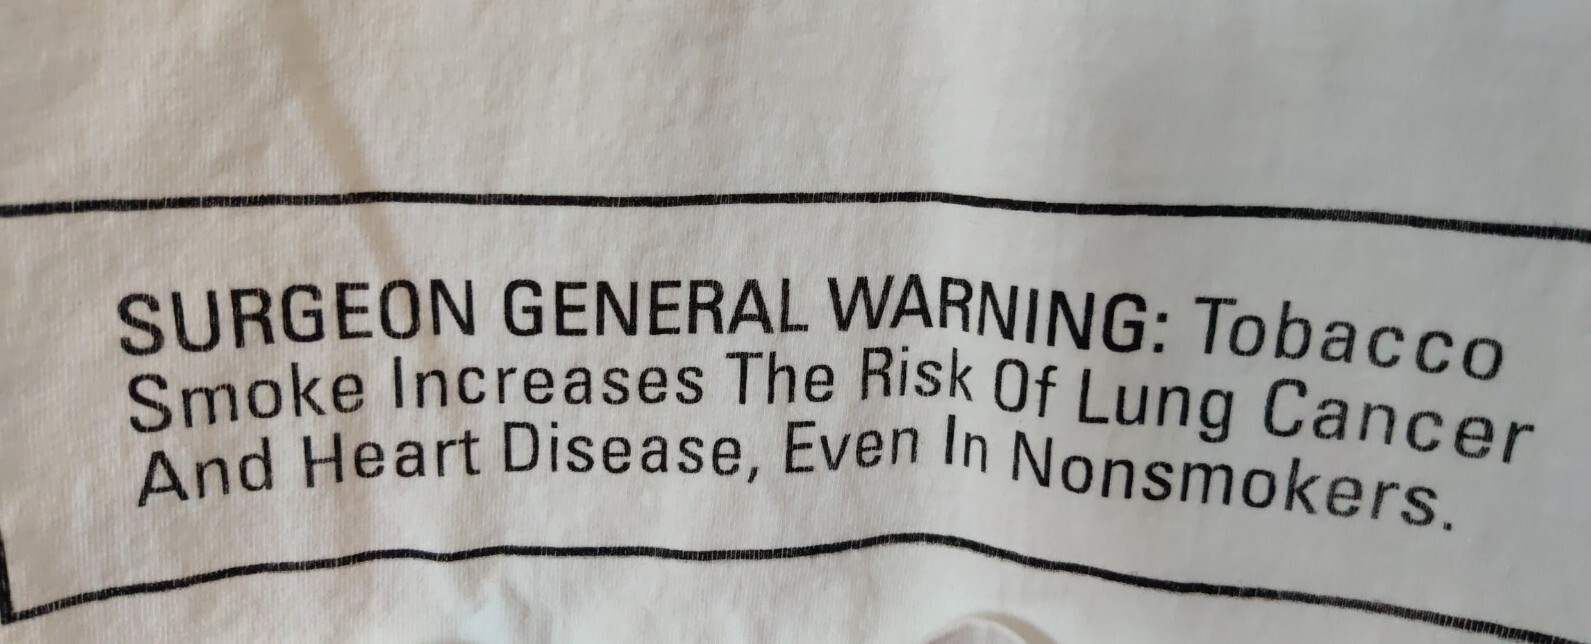 SURGEON GENERAL WARNING: Tobacco
Smoke Increases The Risk Of Lung Cancer
And Heart Disease, Even In Nonsmokers.